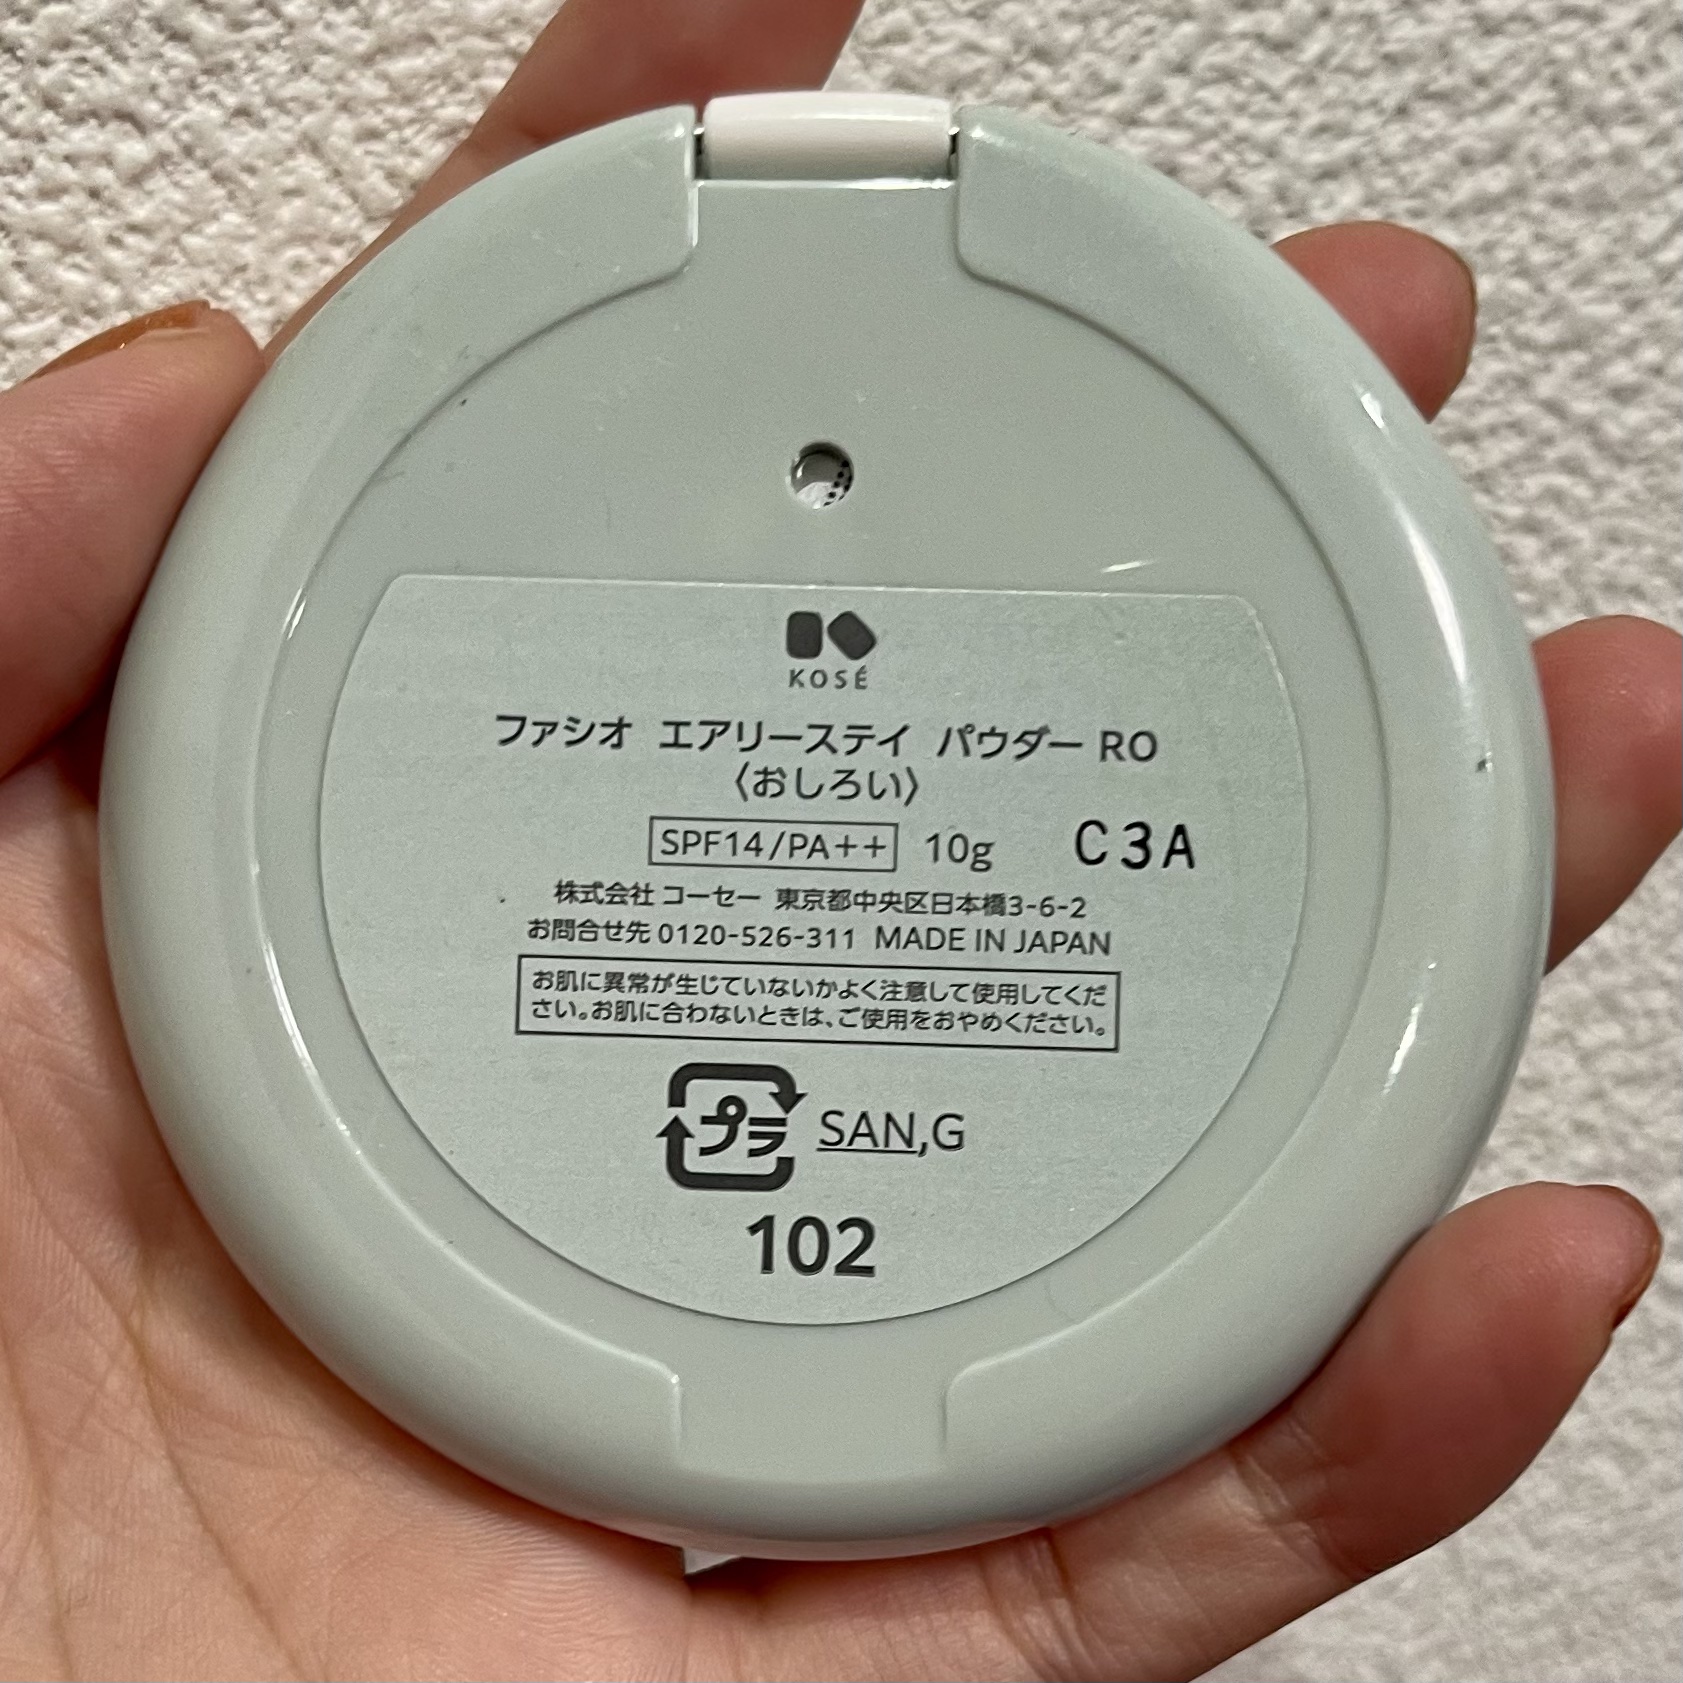 KOSÉ
ファシオ エアリーステイ パウダー RO
〈おしろい〉
SPF14/PA++ 10g C3A
株式会社 コーセー 東京都中央区日本橋3-6-2
お問合せ先 0120-526-311 MADE IN JAPAN
お肌に異常が生じていないかよく注意して使用してくだ
さい。お肌に合わないときは、ご使用をおやめください。
プラ SAN,G
102